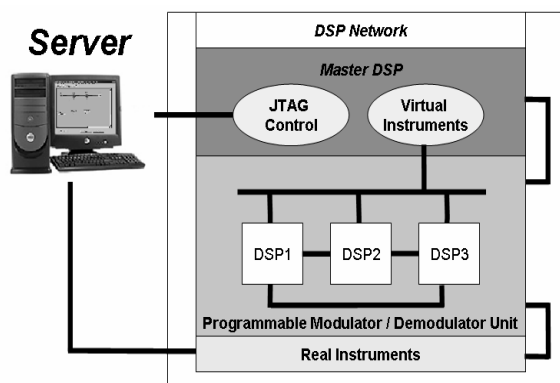 Server
DSP Network
Master DSP
JTAG
Control
Virtual
Instruments
DSP1
DSP2
DSP3
Programmable Modulator / Demodulator Unit
Real Instruments